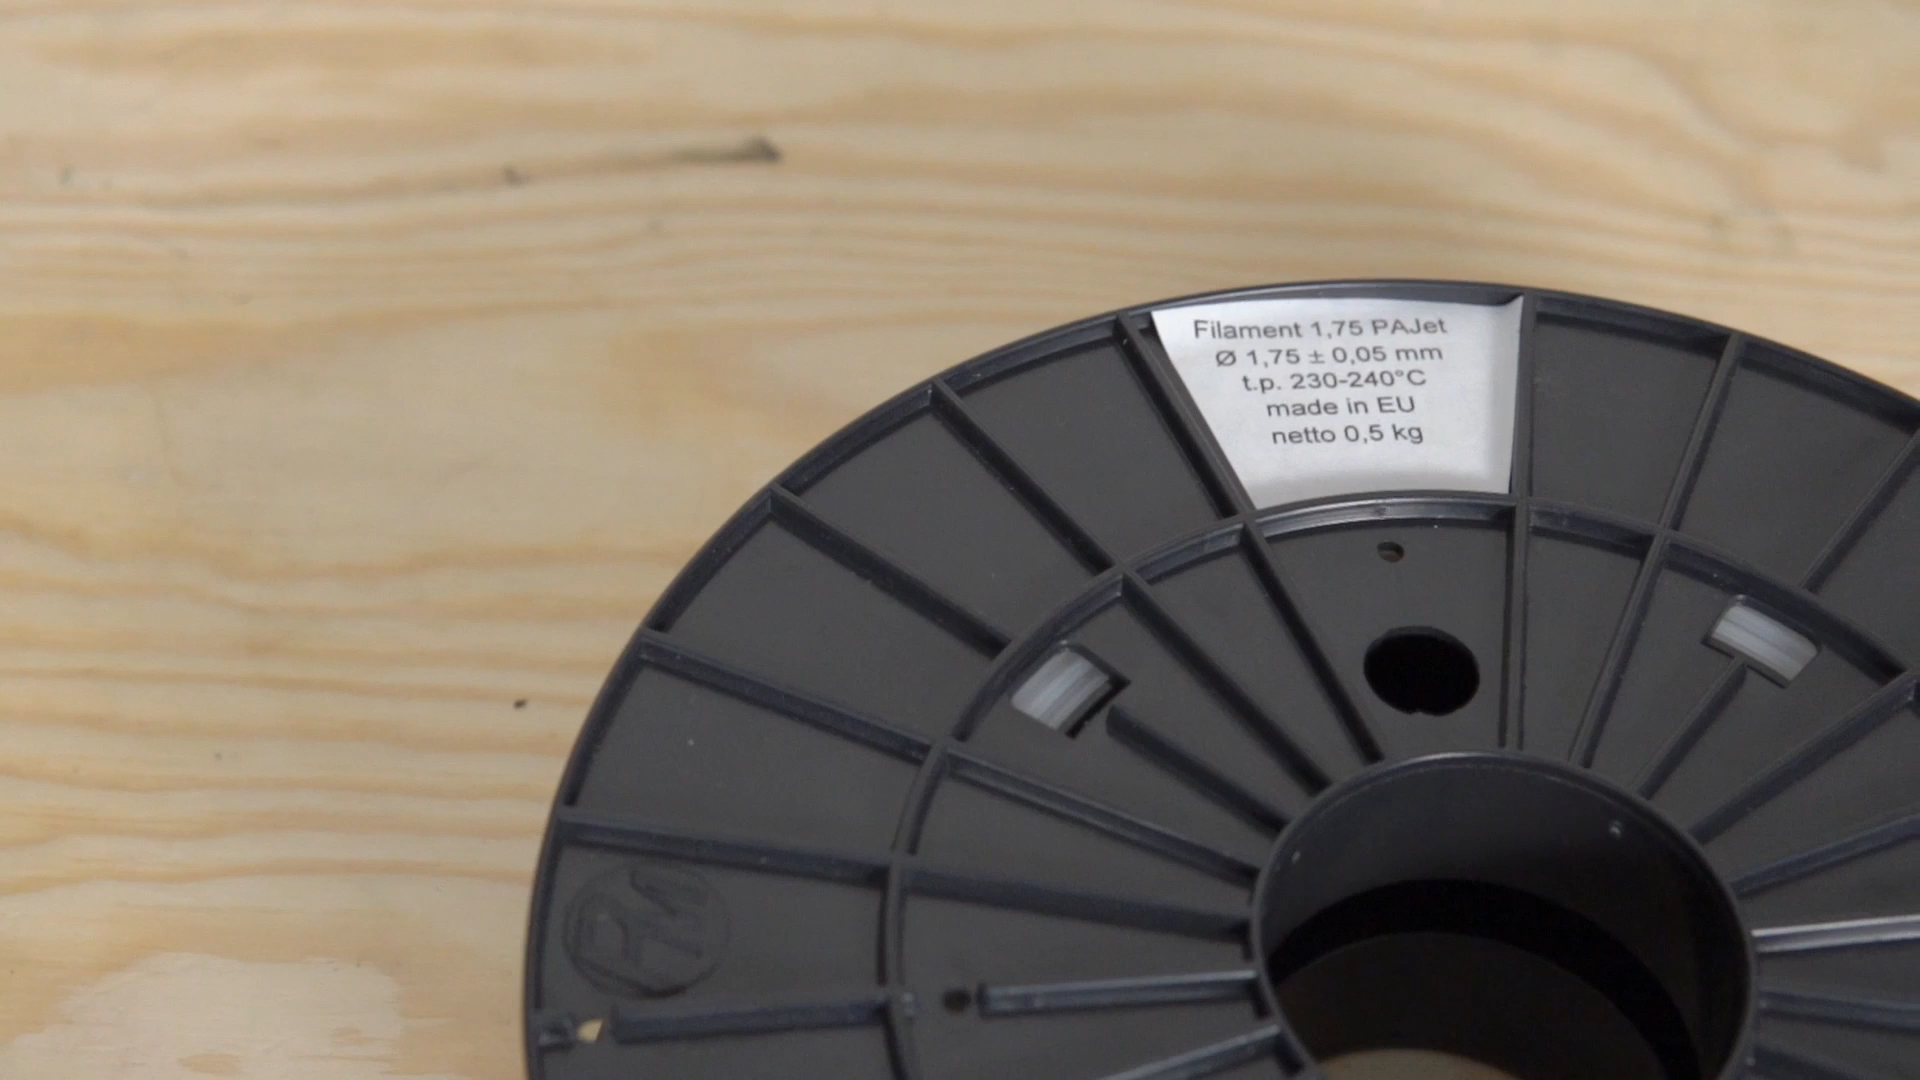 Filament 1,75 PAJet
Ø 1,75 ± 0,05 mm
t.p. 230-240°C
made in EU
netto 0,5 kg